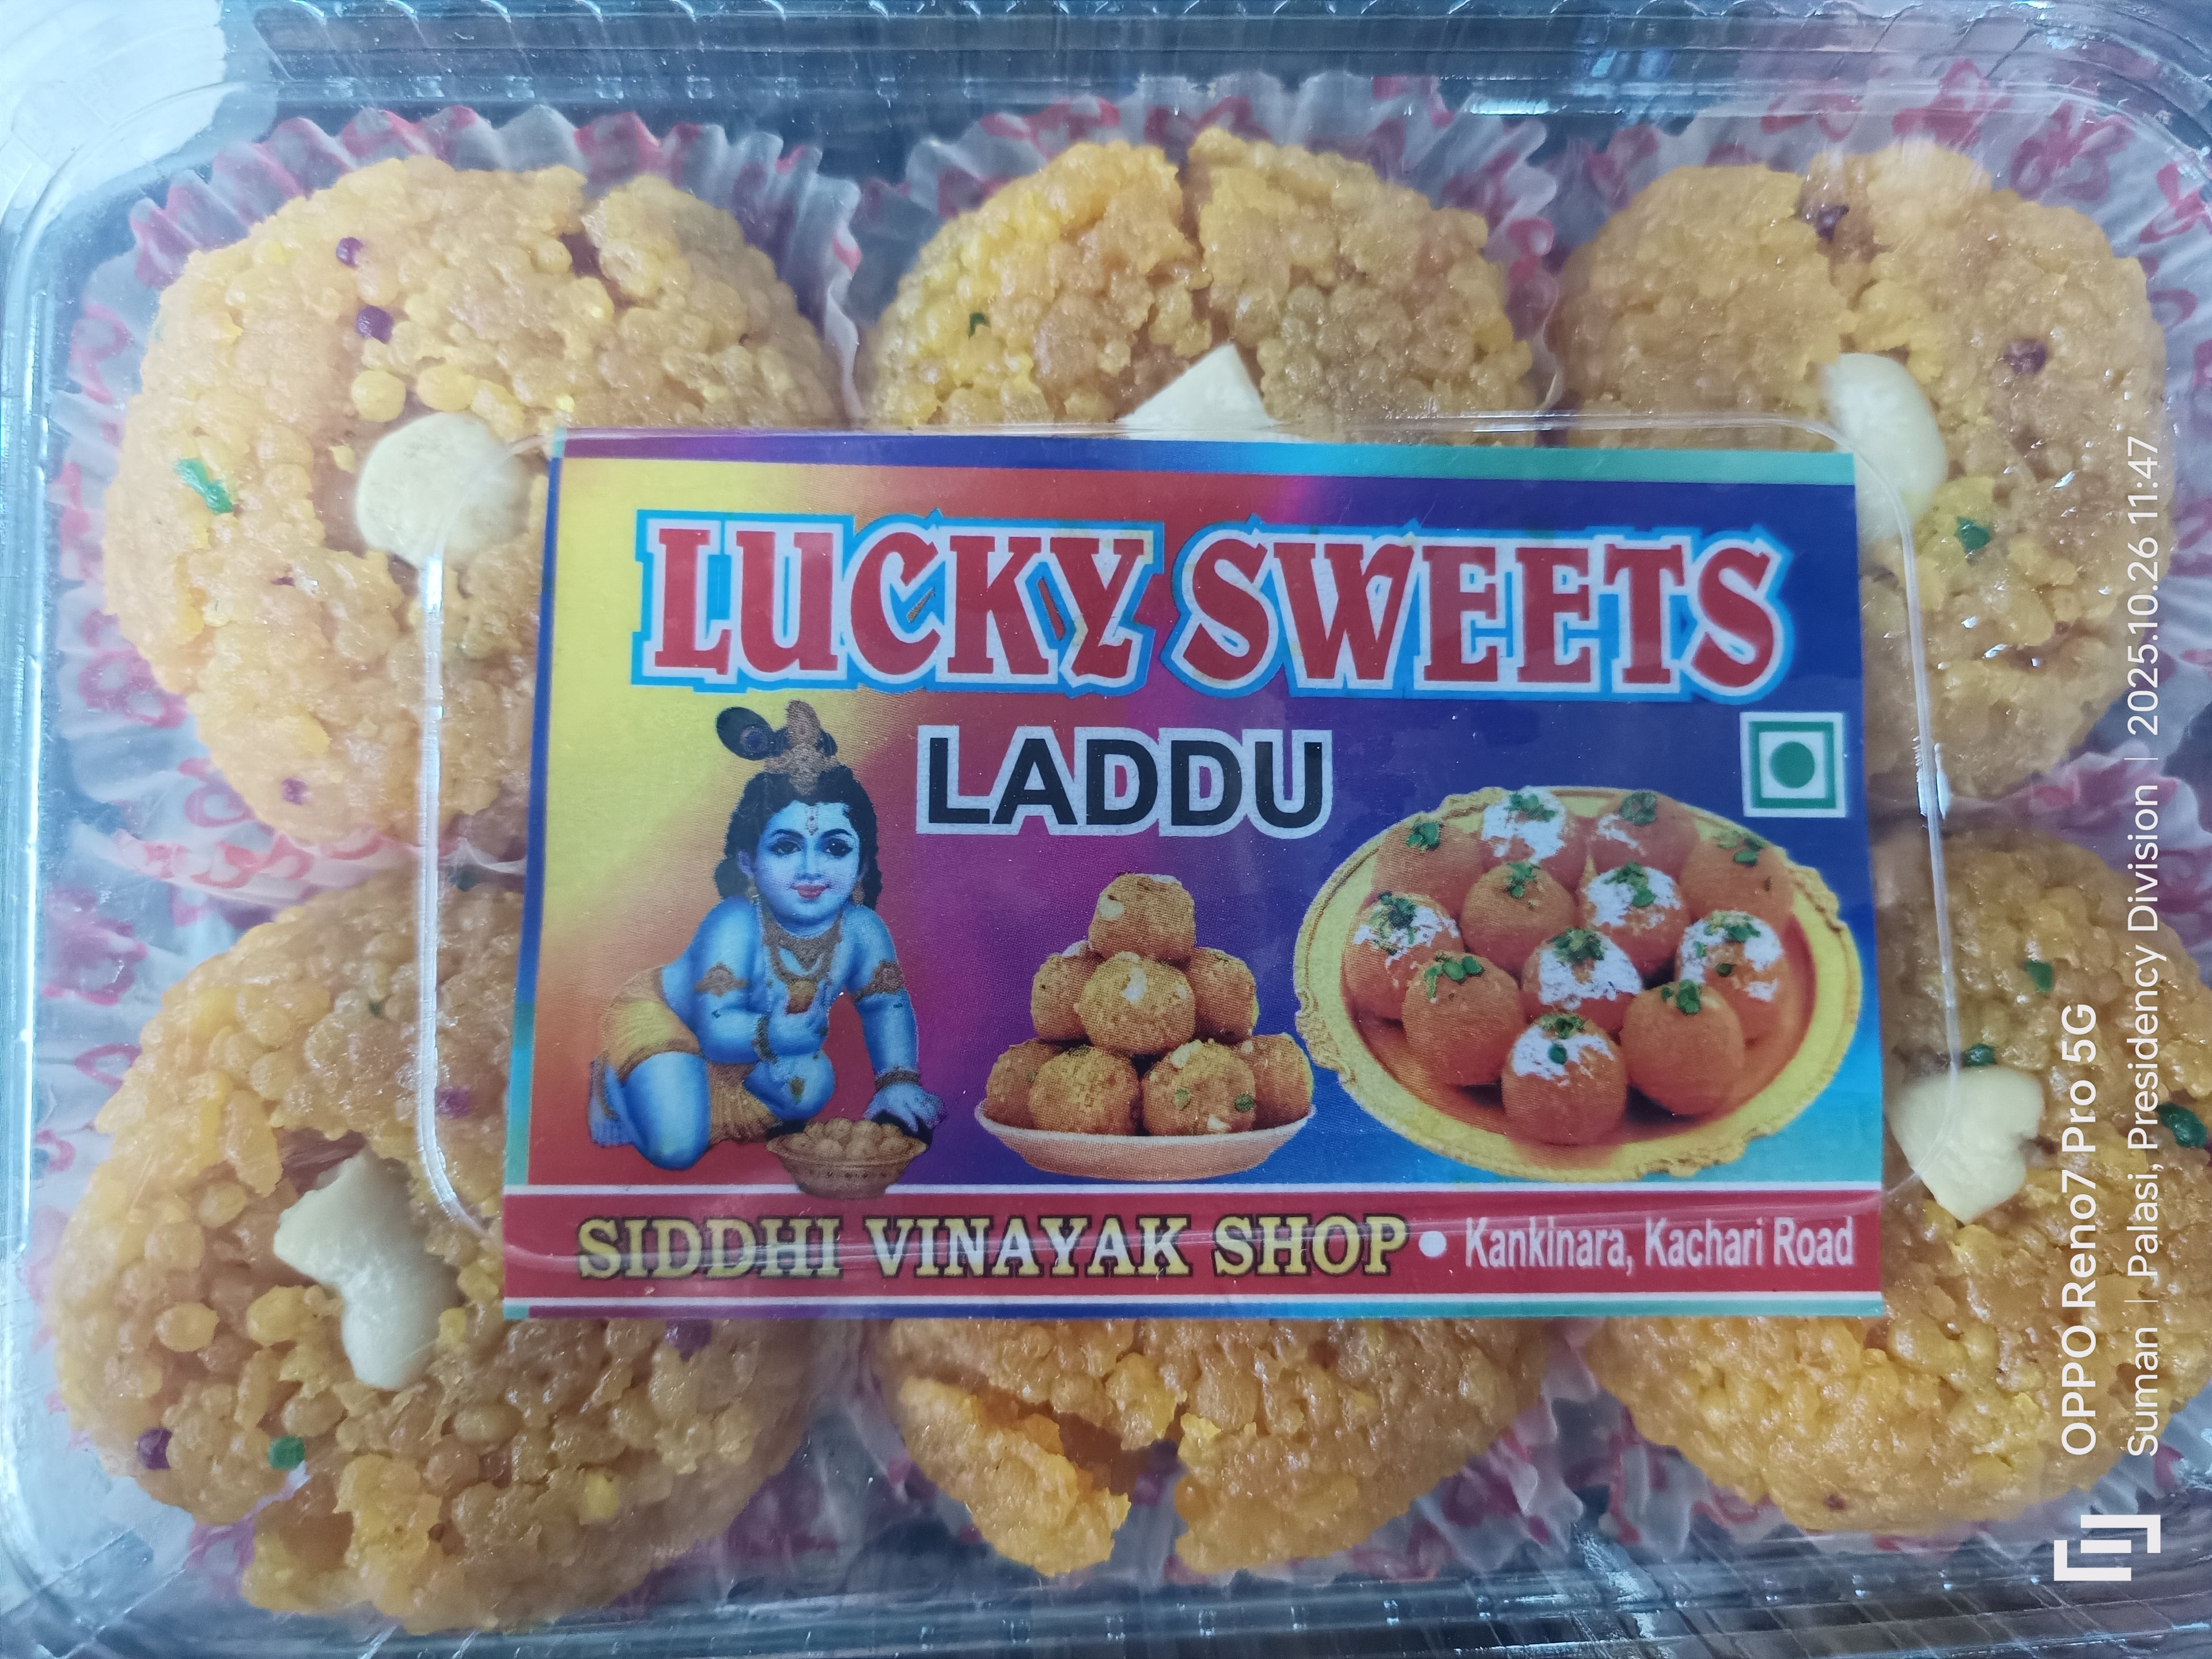 LUCKY SWEETS
LADDU
SIDDHI VINAYAK SHOP • Kankinara, Kachari Road
OPPO Reno7 Pro 5G
Suman | Palasi, Presidency Division | 2025.10.26 11:47